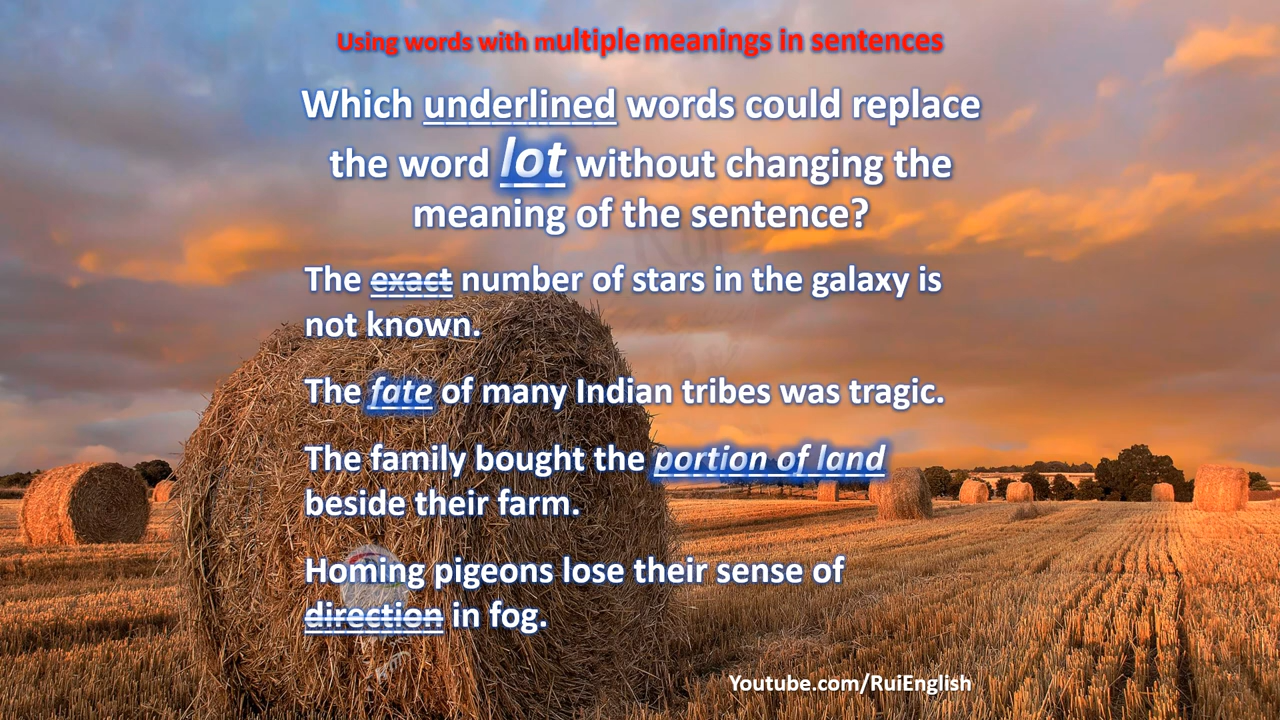 Using words with multiple meanings in sentences
Which underlined words could replace
the word lot without changing the
meaning of the sentence?
The exact number of stars in the galaxy is
not known.
The fate of many Indian tribes was tragic.
The family bought the portion of land
beside their farm.
Homing pigeons lose their sense of
direction in fog.
Youtube.com/RuiEnglish